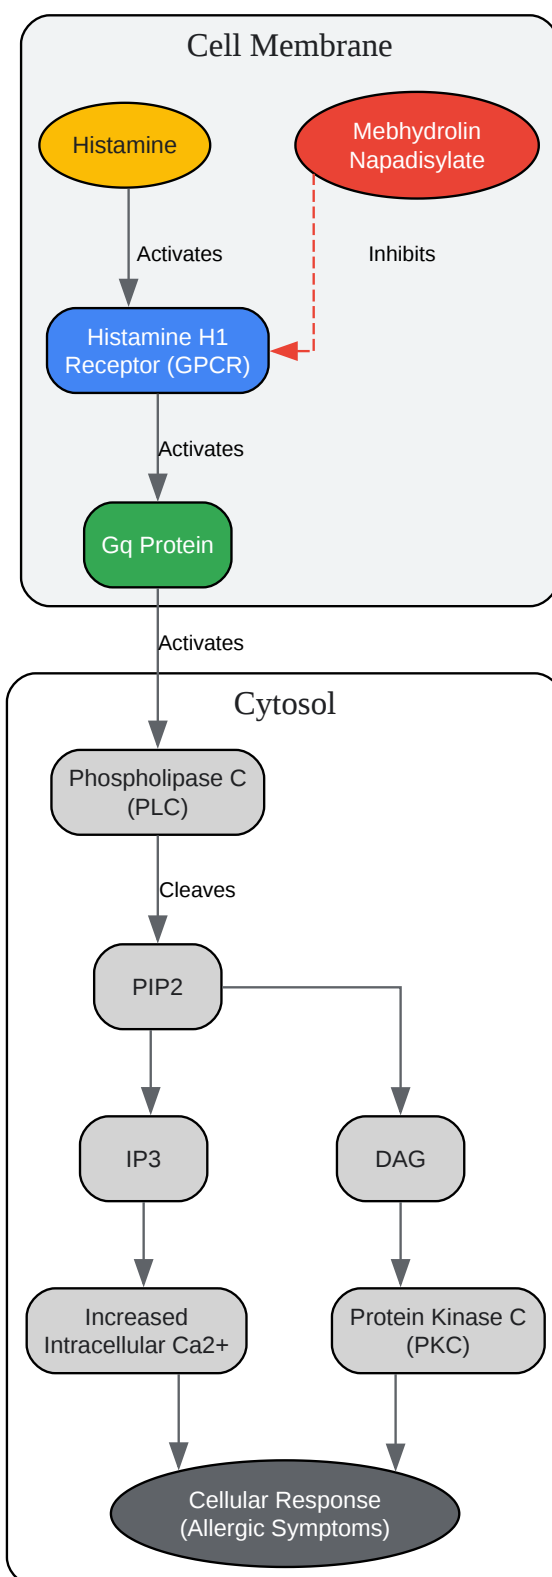 Cell Membrane
Histamine
Mebhydrolin
Napadisylate
Activates
Inhibits
Histamine H1
Receptor (GPCR)
Activates
Gq Protein
Activates
Cytosol
Phospholipase C
(PLC)
Cleaves
PIP2
IP3
DAG
Increased
Intracellular Ca2+
Protein Kinase C
(PKC)
Cellular Response
(Allergic Symptoms)